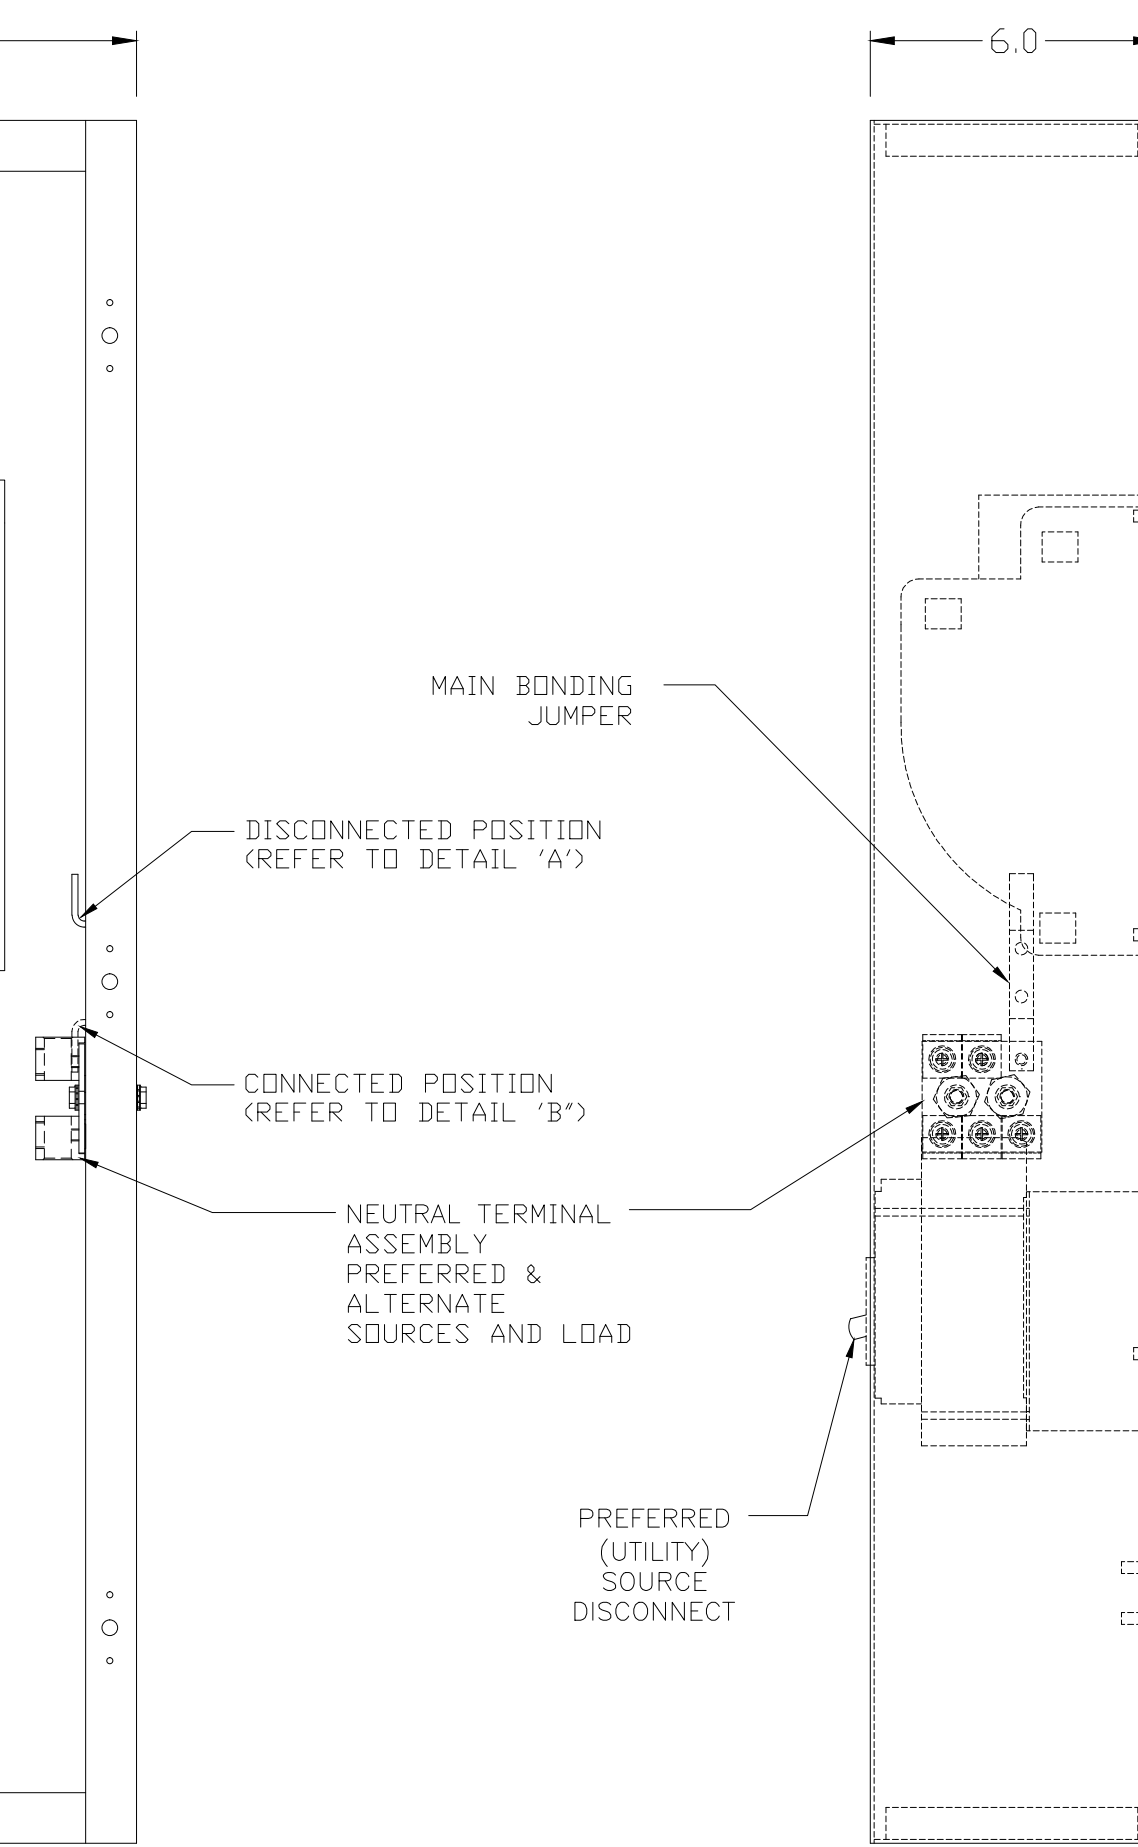 6.0
MAIN BONDING
JUMPER
DISCONNECTED POSITION
(REFER TO DETAIL 'A')
CONNECTED POSITION
(REFER TO DETAIL 'B")
NEUTRAL TERMINAL
ASSEMBLY
PREFERRED &
ALTERNATE
SOURCES AND LOAD
PREFERRED
(UTILITY)
SOURCE
DISCONNECT